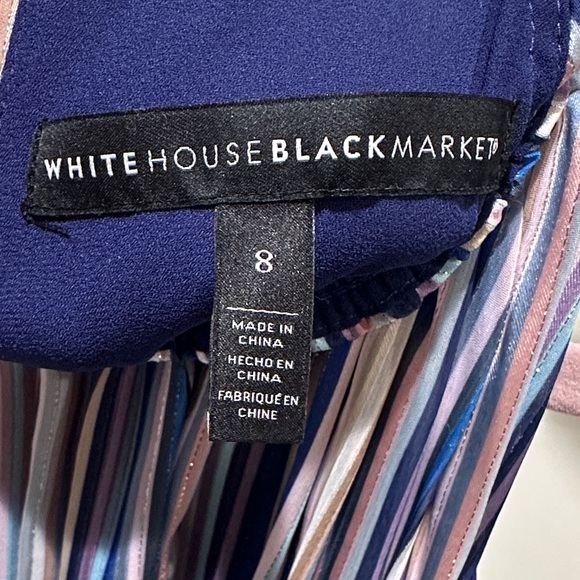 WHITE HOUSE BLACK MARKET®
8
MADE IN
CHINA
HECHO EN
CHINA
FABRIQUÉ EN
CHINE